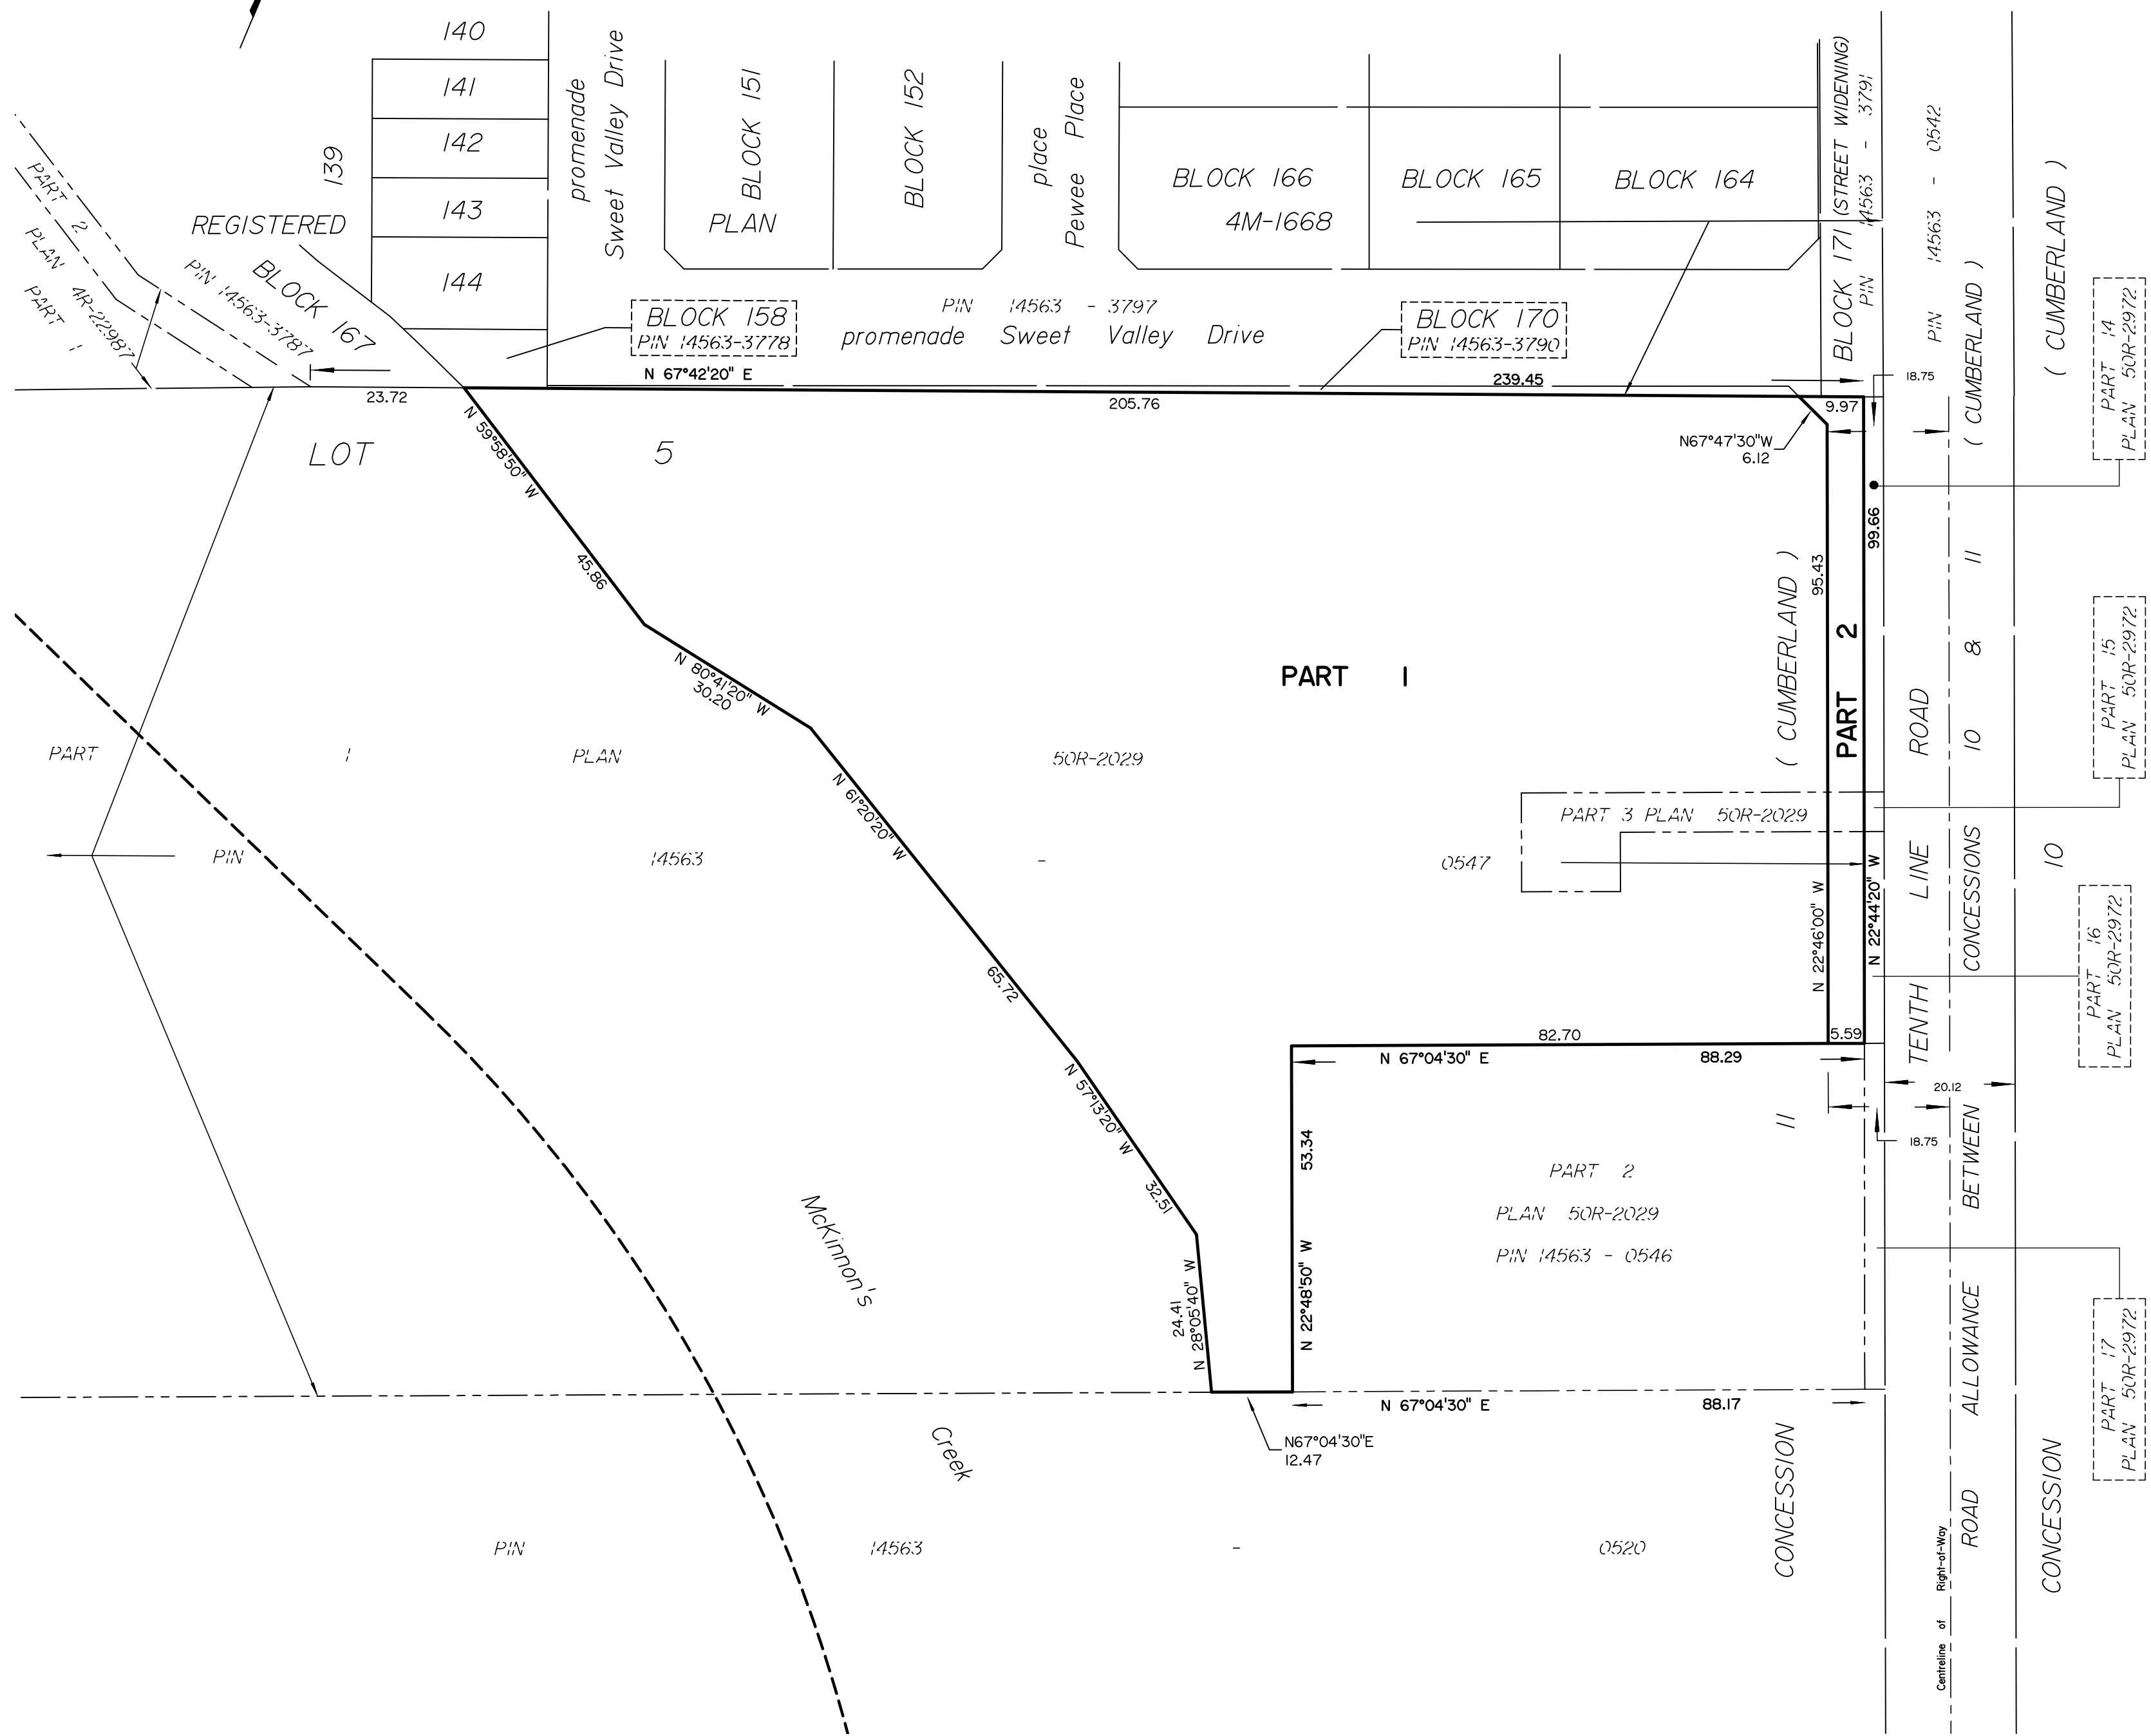 140
141
142
143
144
139
REGISTERED
BLOCK 167
PIN 14563-3787
PART 2
PLAN 4R-22987
PART 1
promenade
Sweet Valley Drive
BLOCK 151
PLAN
BLOCK 152
place
Pewee Place
BLOCK 166
4M-1668
BLOCK 165
BLOCK 164
BLOCK 171 (STREET WIDENING)
PIN 14563 - 3791
PIN 14563 - 0542
( CUMBERLAND )
( CUMBERLAND )
BLOCK 158
PIN 14563-3778
PIN 14563 - 3797
promenade Sweet Valley Drive
BLOCK 170
PIN 14563-3790
N 67°42'20" E
239.45
23.72
205.76
9.97
18.75
N67°47'30"W
6.12
LOT 5
N 59°58'50" W
45.86
N 80°41'20" W
30.20
PART 1
95.43
99.66
( CUMBERLAND )
PART 2
PART 1 PLAN 50R-2029
N 61°20'20" W
65.72
PART 3 PLAN 50R-2029
PIN 14563 - 0547
N 22°46'00" W
N 22°44'20" W
82.70
5.59
N 67°04'30" E
88.29
N 57°13'20" W
32.51
24.41
N 28°05'40" W
53.34
N 22°48'50" W
PART 2
PLAN 50R-2029
PIN 14563 - 0546
20.12
18.75
N 67°04'30" E
88.17
N67°04'30"E
12.47
McKinnon's
Creek
PIN 14563 - 0520
CONCESSION 11
TENTH LINE ROAD
ROAD ALLOWANCE BETWEEN CONCESSIONS 10 & 11
Centreline of Right-of-Way
CONCESSION 10
PART 14
PLAN 50R-2972
PART 15
PLAN 50R-2972
PART 16
PLAN 50R-2972
PART 17
PLAN 50R-2972